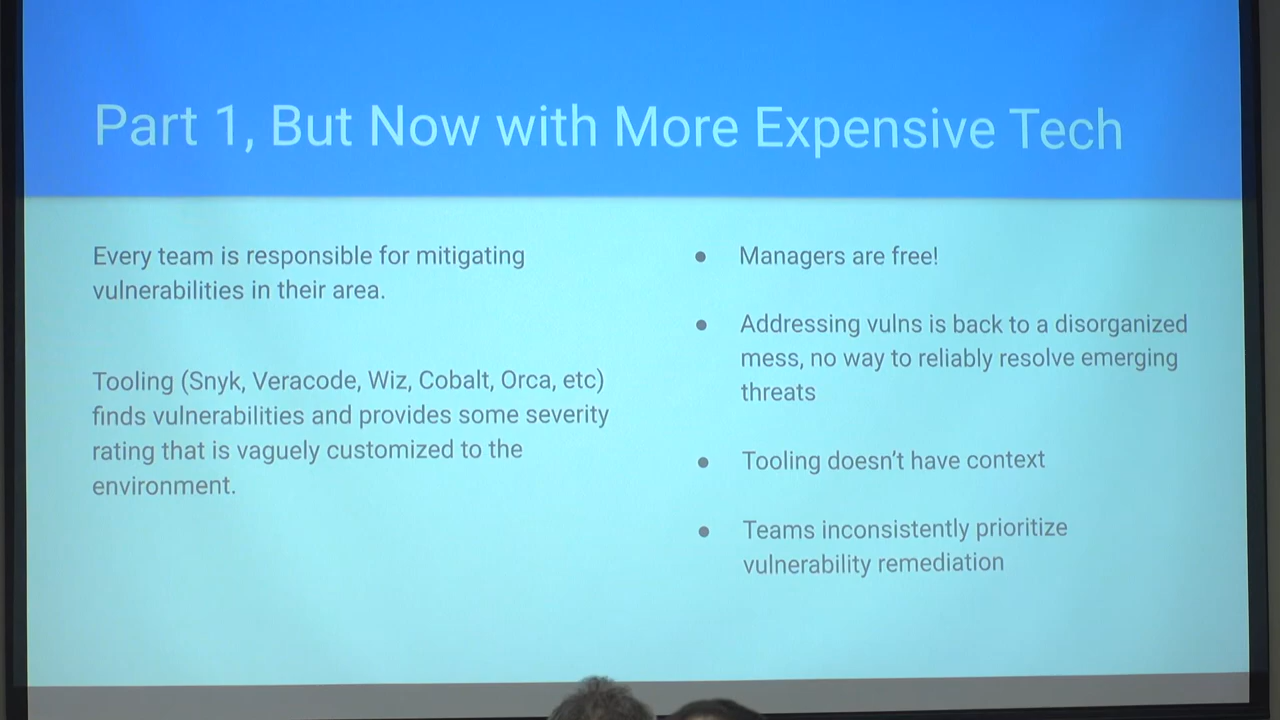 Part 1, But Now with More Expensive Tech
Every team is responsible for mitigating
vulnerabilities in their area.
Tooling (Snyk, Veracode, Wiz, Cobalt, Orca, etc)
finds vulnerabilities and provides some severity
rating that is vaguely customized to the
environment.
● Managers are free!
● Addressing vulns is back to a disorganized
mess, no way to reliably resolve emerging
threats
● Tooling doesn’t have context
● Teams inconsistently prioritize
vulnerability remediation